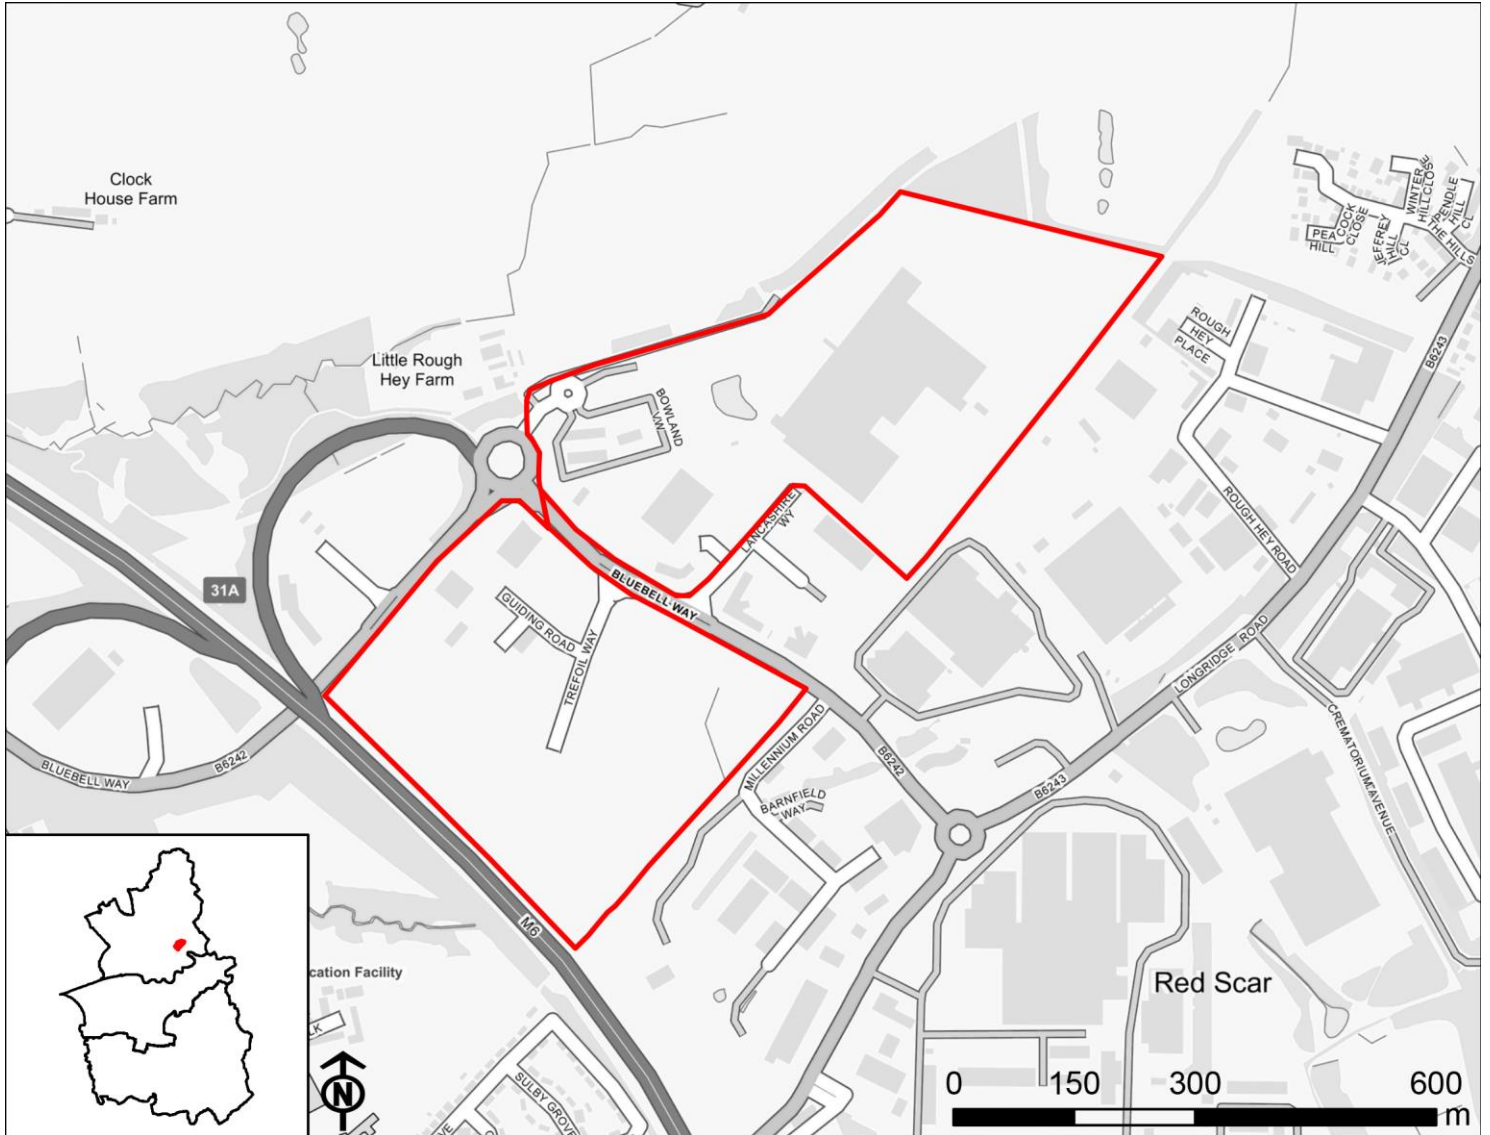 Clock
House Farm
WINTER
HILLCLOSE
PENDLE
HILL
CL
COCK
CLOSE
PEA
HILL
JEFFREY
HILL
CL
THE HILLS
ROUGH
HEY
PLACE
B6243
Little Rough
Hey Farm
BOWLAND
VW
LANCASHIRE
WY
ROUGH HEY ROAD
31A
BLUEBELL WAY
GUIDING ROAD
TREFOIL WAY
LONGRIDGE ROAD
CREMATORIUM AVENUE
MILLENNIUM ROAD
B6242
BLUEBELL WAY
B6242
BARNFIELD
WAY
B6243
M6
cation Facility
Red Scar
LK
SULBY GROVE
VE
N
0 150 300 600
m